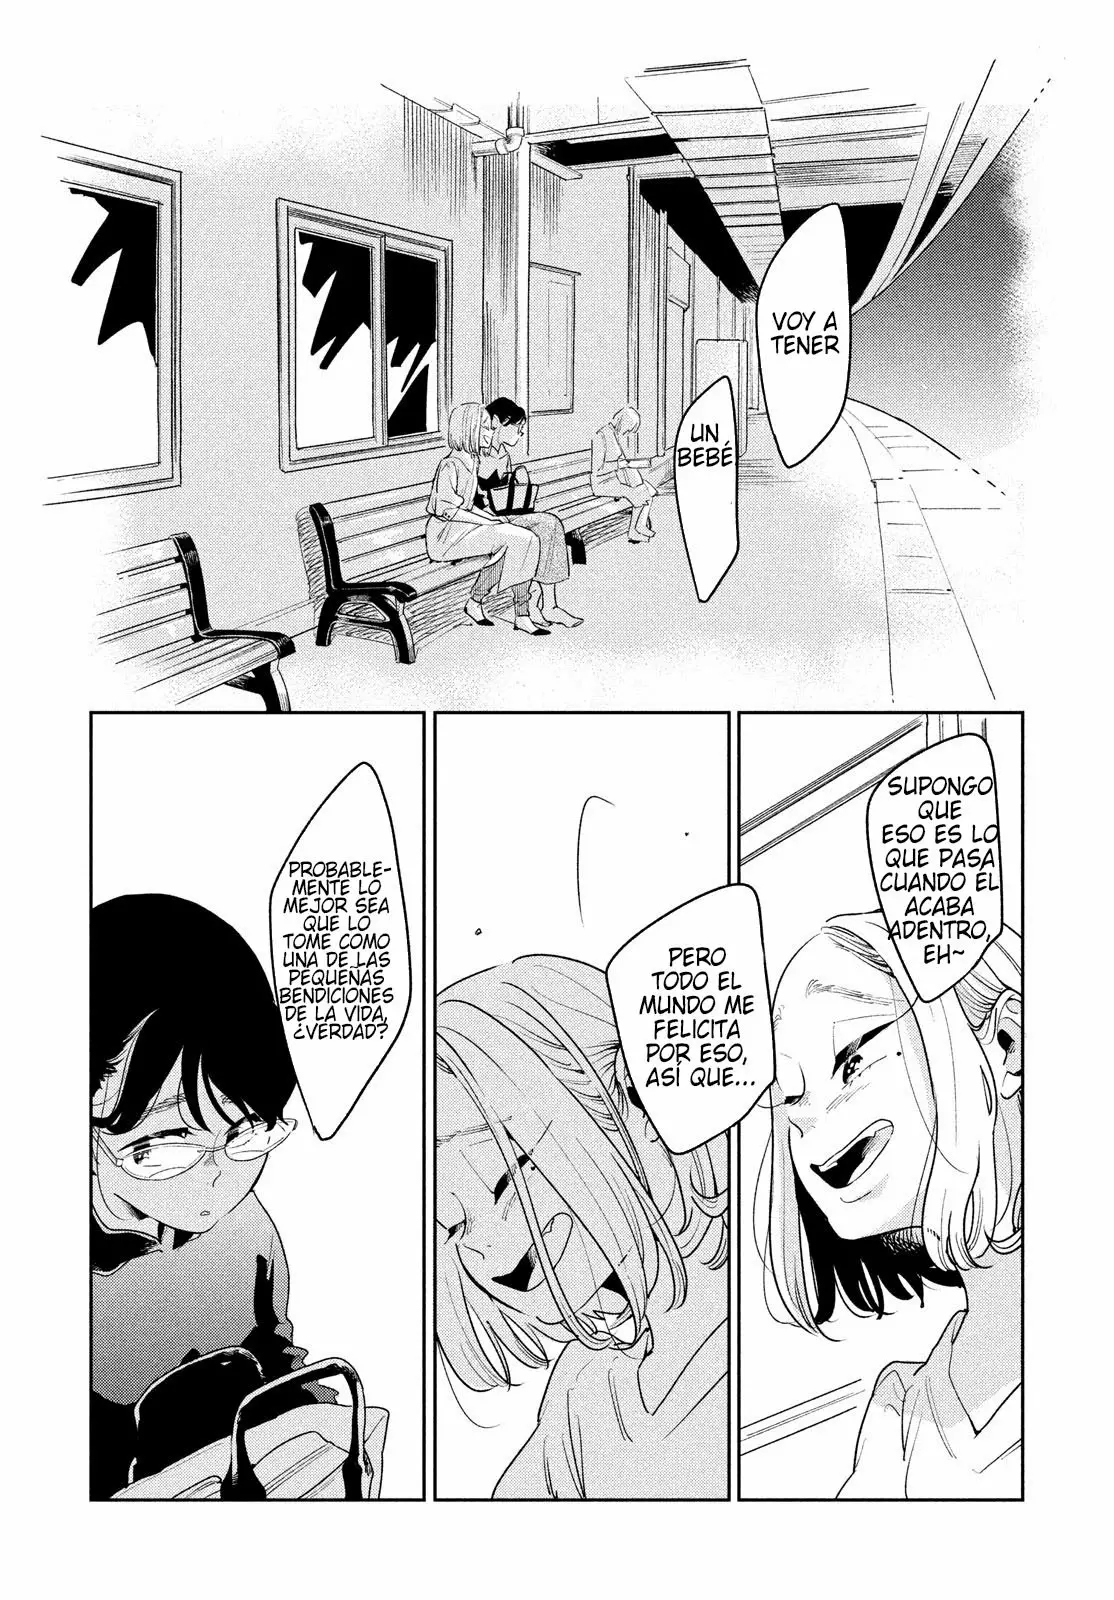 VOY A
TENER
UN
BEBÉ
SUPONGO
QUE
ESO ES LO
QUE PASA
CUANDO EL
ACABA
ADENTRO,
EH~
PERO
TODO EL
MUNDO ME
FELICITA
POR ESO,
ASÍ QUE...
PROBABLE-
MENTE LO
MEJOR SEA
QUE LO
TOME COMO
UNA DE LAS
PEQUEÑAS
BENDICIONES
DE LA VIDA,
¿VERDAD?